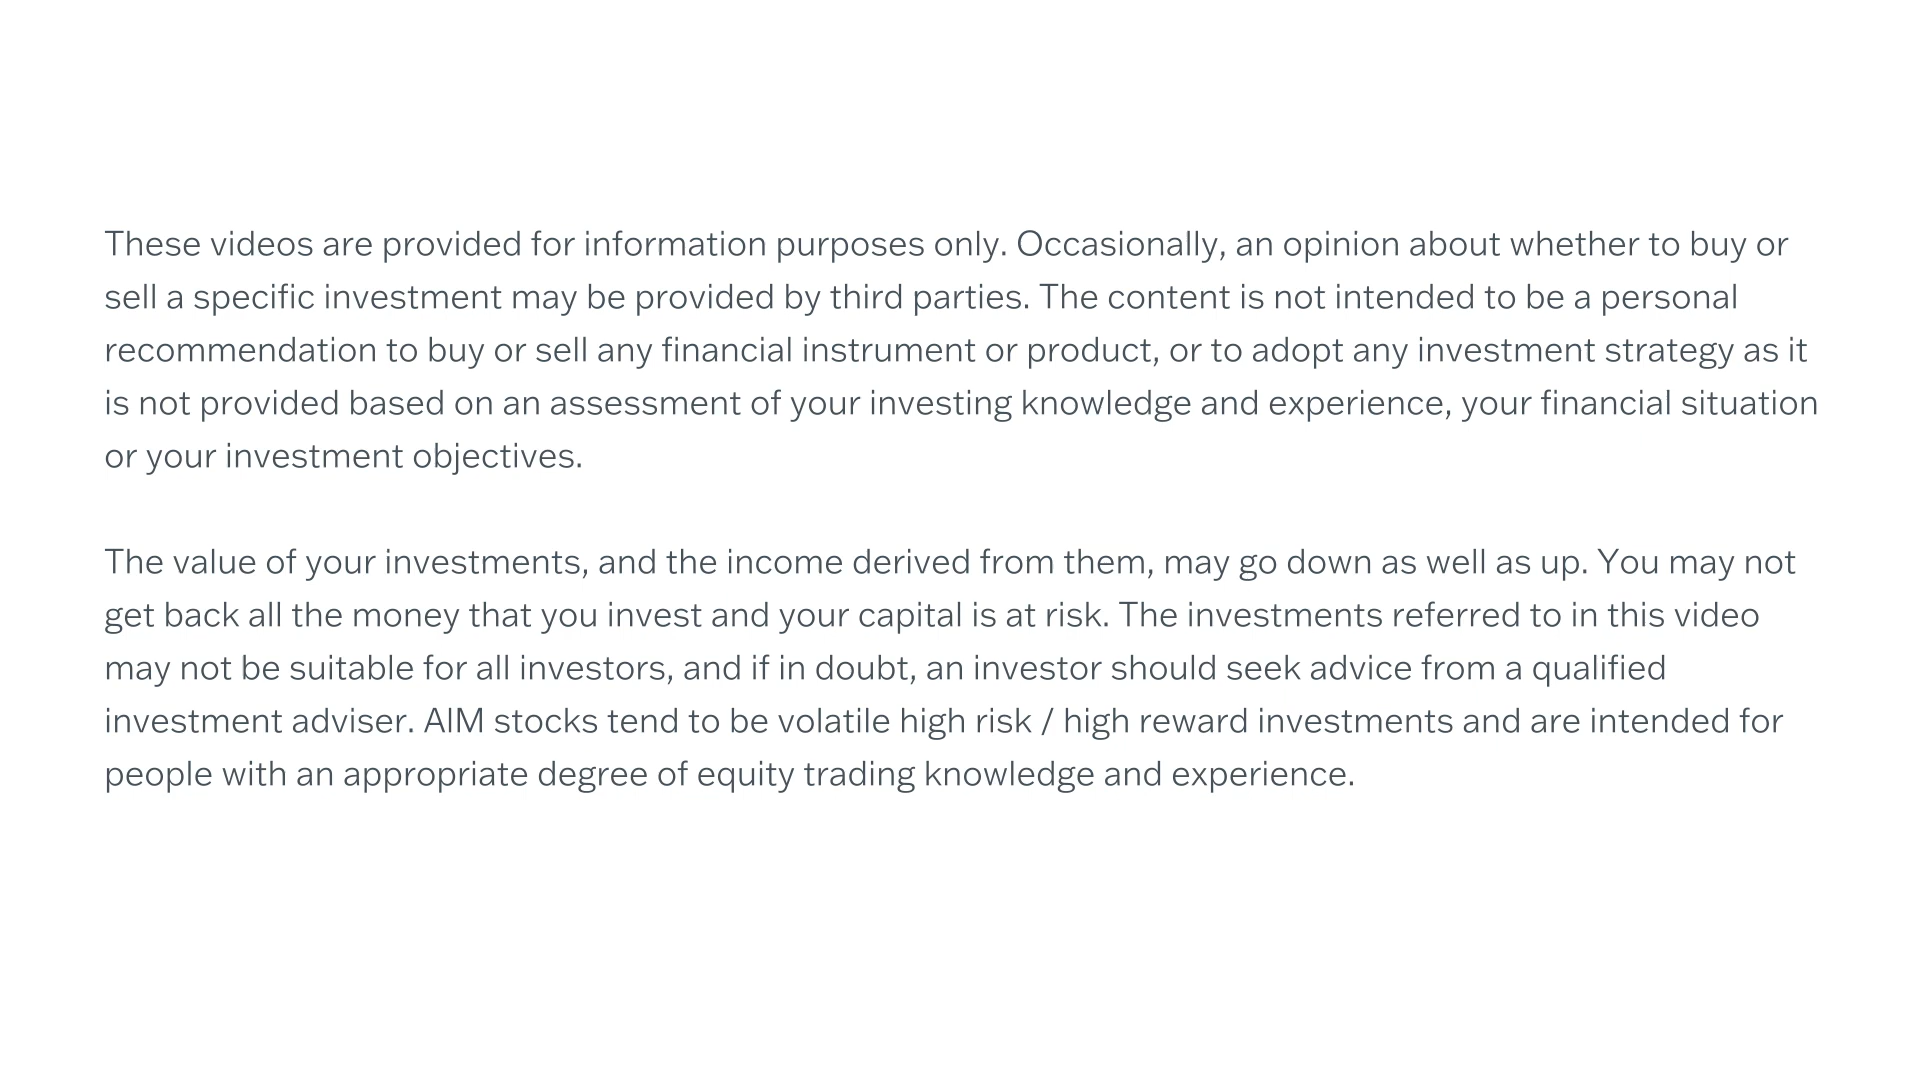 These videos are provided for information purposes only. Occasionally, an opinion about whether to buy or
sell a specific investment may be provided by third parties. The content is not intended to be a personal
recommendation to buy or sell any financial instrument or product, or to adopt any investment strategy as it
is not provided based on an assessment of your investing knowledge and experience, your financial situation
or your investment objectives.
The value of your investments, and the income derived from them, may go down as well as up. You may not
get back all the money that you invest and your capital is at risk. The investments referred to in this video
may not be suitable for all investors, and if in doubt, an investor should seek advice from a qualified
investment adviser. AIM stocks tend to be volatile high risk / high reward investments and are intended for
people with an appropriate degree of equity trading knowledge and experience.